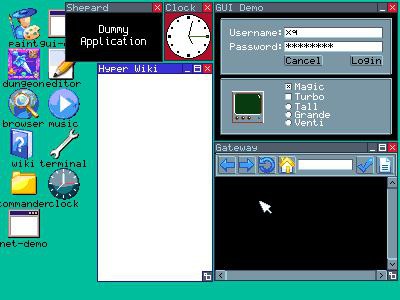 Shepard
Clock
GUI Demo
Dummy
Application
Username:
Password: ********
Cancel
Login
paint
gui-d
Hyper Wiki
Magic
Turbo
Tall
Grande
Venti
dungeon
editor
browser
music
Gateway
wiki
terminal
commander
clock
net-demo